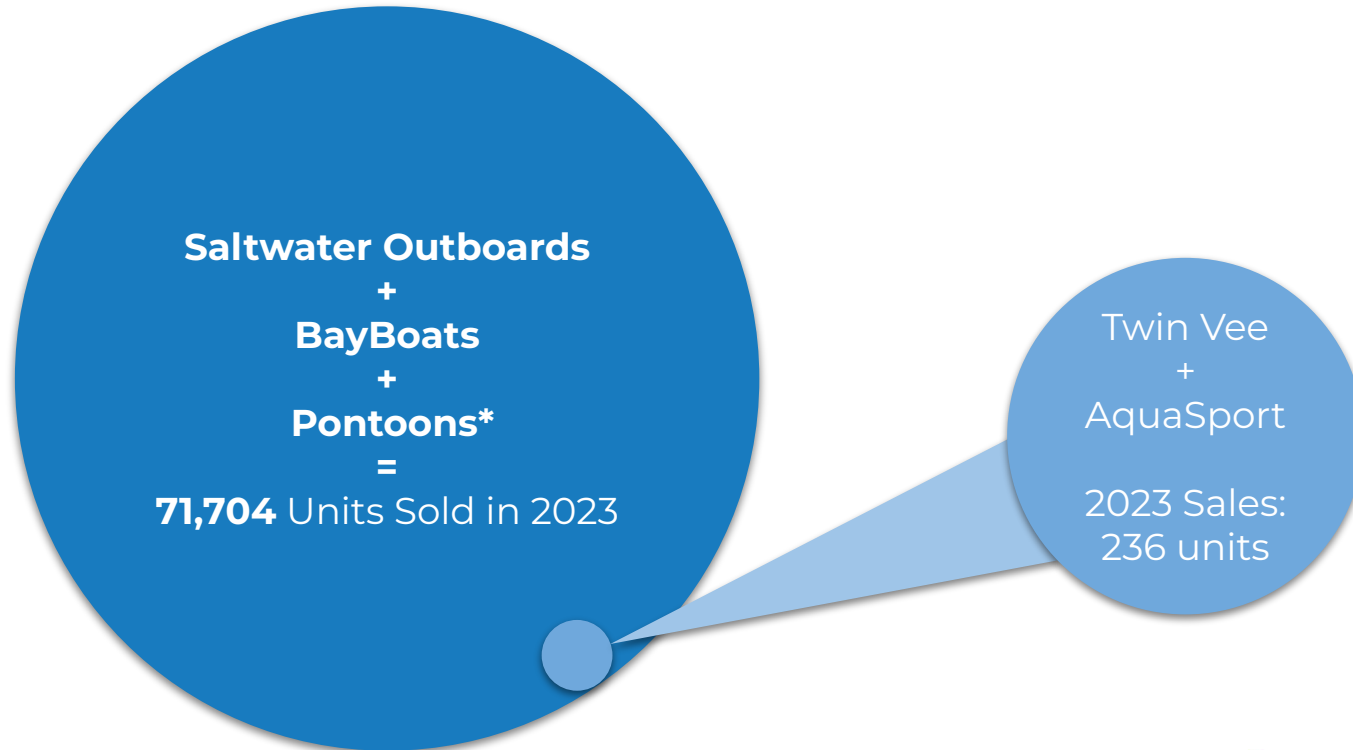 Saltwater Outboards
+
BayBoats
+
Pontoons*
=
71,704 Units Sold in 2023
Twin Vee
+
AquaSport
2023 Sales:
236 units